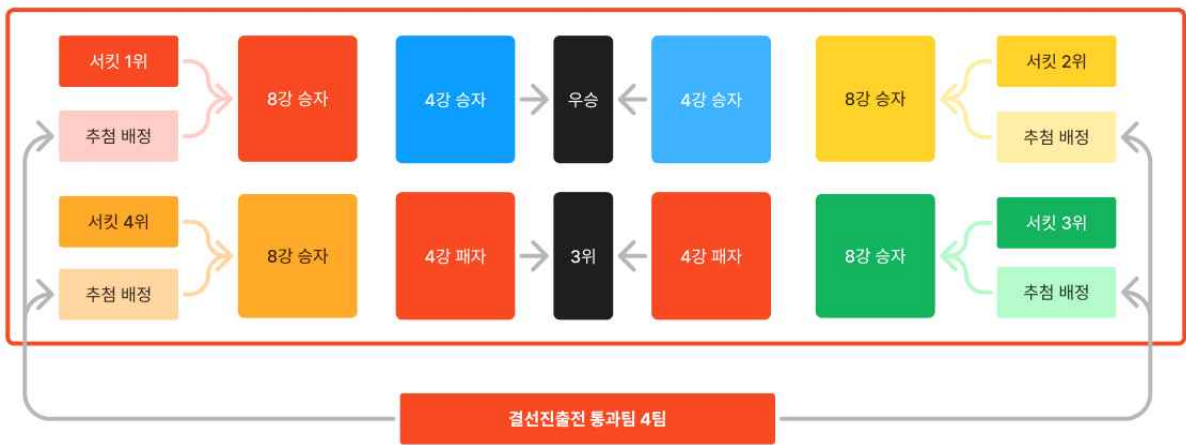 서킷 1위
추첨 배정
8강 승자
4강 승자
우승
4강 승자
8강 승자
서킷 2위
추첨 배정
서킷 4위
추첨 배정
8강 승자
4강 패자
3위
4강 패자
8강 승자
서킷 3위
추첨 배정
결선진출전 통과팀 4팀